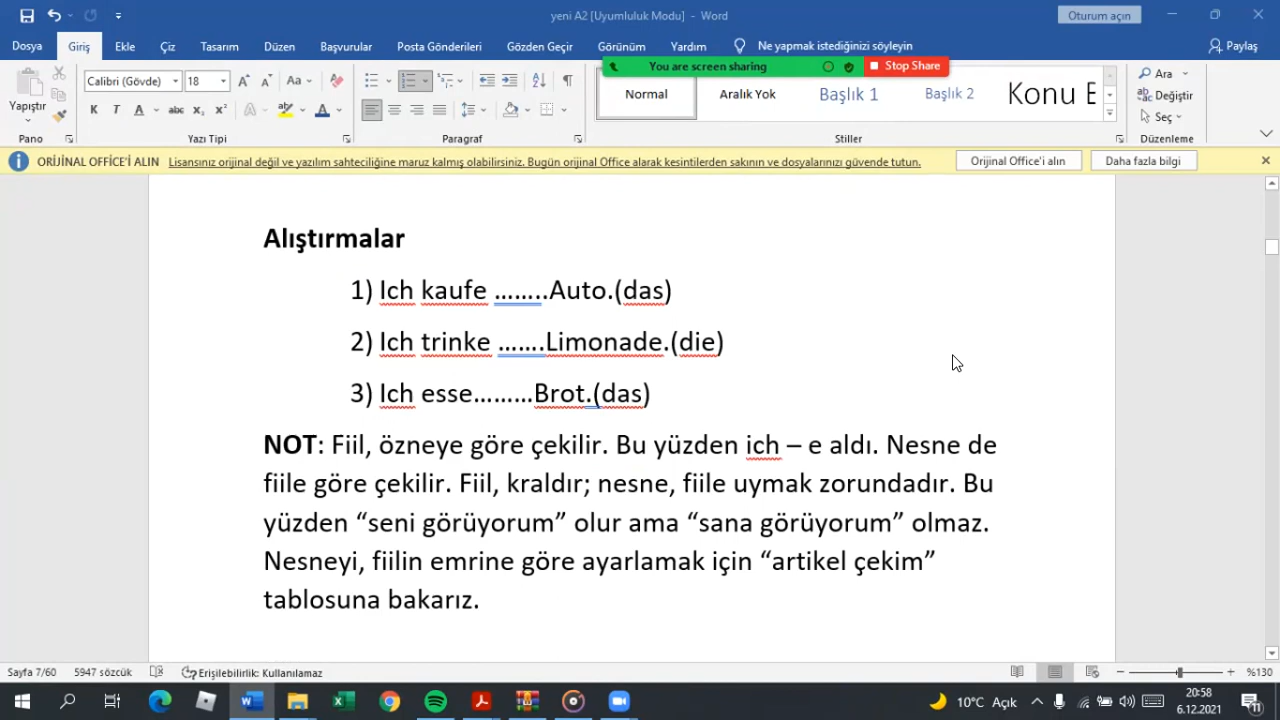 yeni A2 [Uyumluluk Modu] - Word
Oturum açın
Dosya Giriş Ekle Çiz Tasarım Düzen Başvurular Posta Gönderileri Gözden Geçir Görünüm Yardım Ne yapmak istediğinizi söyleyin Paylaş
You are screen sharing Stop Share
Yapıştır
Calibri (Gövde) 18
Normal Aralık Yok Başlık 1 Başlık 2 Konu E
Ara
Değiştir
Seç
Pano Yazı Tipi Paragraf Stiller Düzenleme
ORİJİNAL OFFICE'İ ALIN Lisansınız orijinal değil ve yazılım sahteciliğine maruz kalmış olabilirsiniz. Bugün orijinal Office alarak kesintilerden sakının ve dosyalarınızı güvende tutun. Orijinal Office'i alın Daha fazla bilgi
Alıştırmalar
1) Ich kaufe ……..Auto.(das)
2) Ich trinke …….Limonade.(die)
3) Ich esse………Brot.(das)
NOT: Fiil, özneye göre çekilir. Bu yüzden ich – e aldı. Nesne de
fiile göre çekilir. Fiil, kraldır; nesne, fiile uymak zorundadır. Bu
yüzden “seni görüyorum” olur ama “sana görüyorum” olmaz.
Nesneyi, fiilin emrine göre ayarlamak için “artikel çekim”
tablosuna bakarız.
Sayfa 7/60 5947 sözcük Erişilebilirlik: Kullanılamaz %130
10°C Açık
20:58
6.12.2021
11